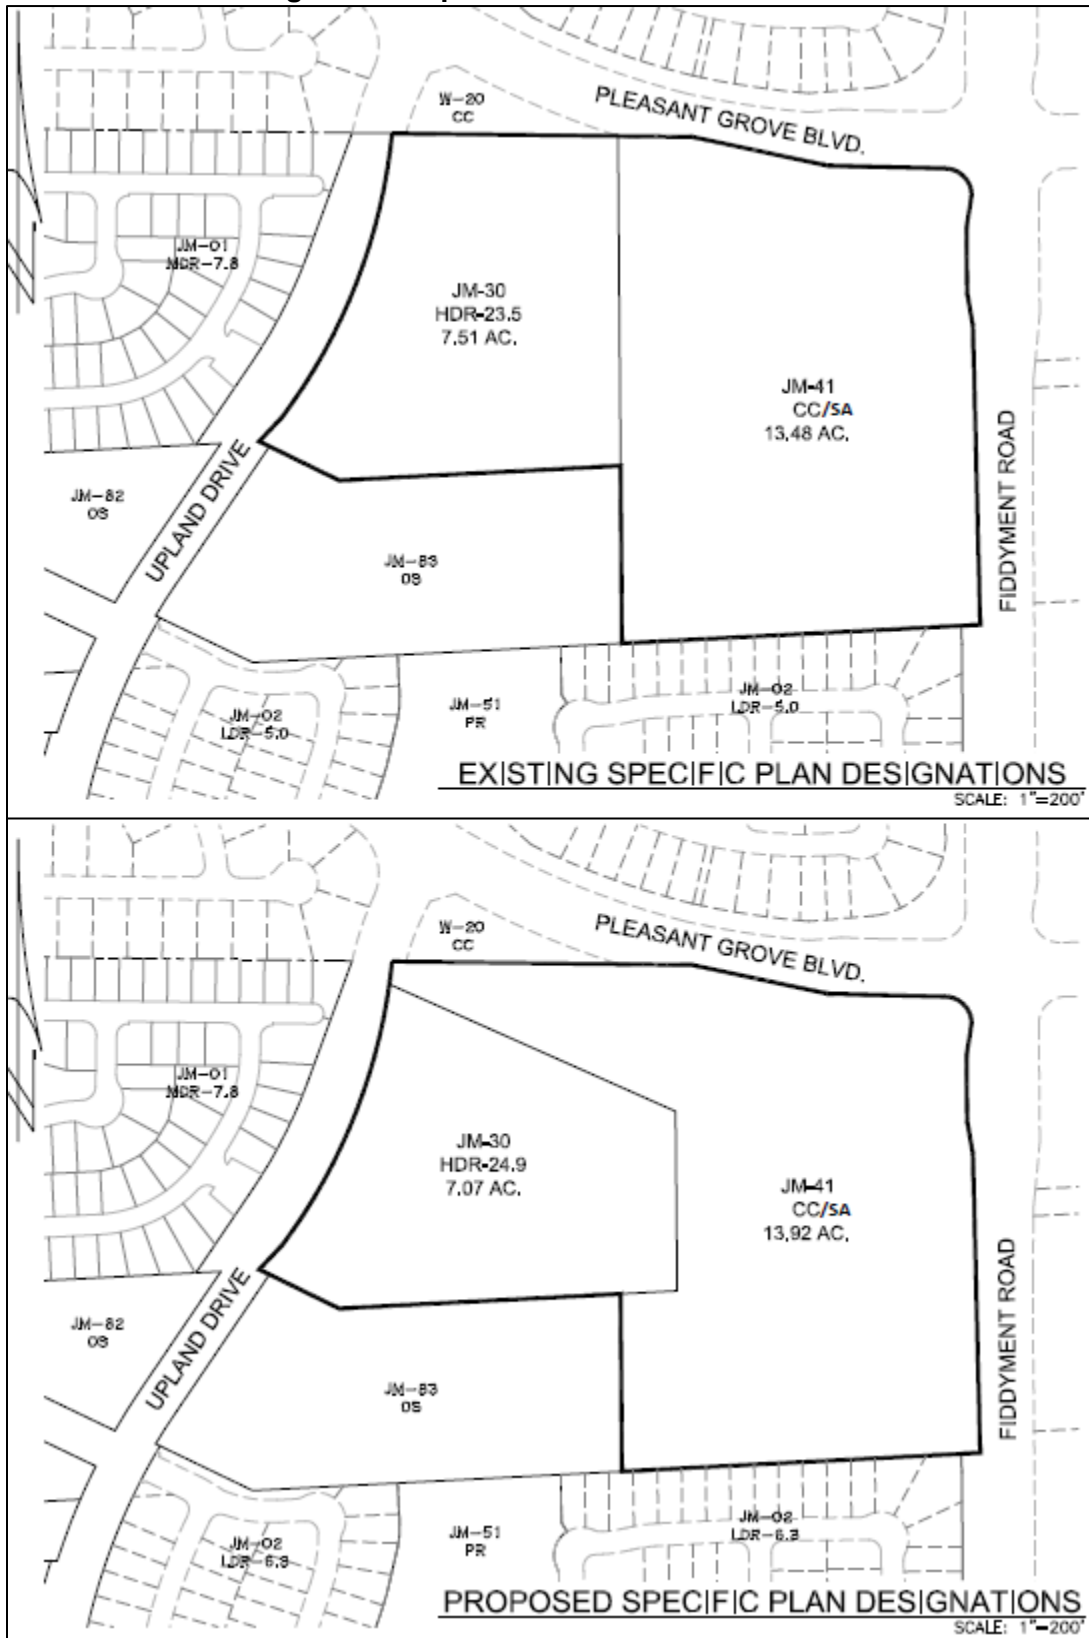 W-20
CC
PLEASANT GROVE BLVD.
JM-01
MDR-7.8
JM-30
HDR-23.5
7.51 AC.
JM-41
CC/SA
13.48 AC.
FIDDYMENT ROAD
UPLAND DRIVE
JM-82
OS
JM-83
OS
JM-02
LDR-5.0
JM-51
PR
JM-02
LDR-5.0
EXISTING SPECIFIC PLAN DESIGNATIONS
SCALE: 1"=200'
W-20
CC
PLEASANT GROVE BLVD.
JM-01
MDR-7.8
JM-30
HDR-24.9
7.07 AC.
JM-41
CC/SA
13.92 AC.
FIDDYMENT ROAD
UPLAND DRIVE
JM-82
OS
JM-83
OS
JM-02
LDR-6.3
JM-51
PR
JM-02
LDR-6.3
PROPOSED SPECIFIC PLAN DESIGNATIONS
SCALE: 1"=200'